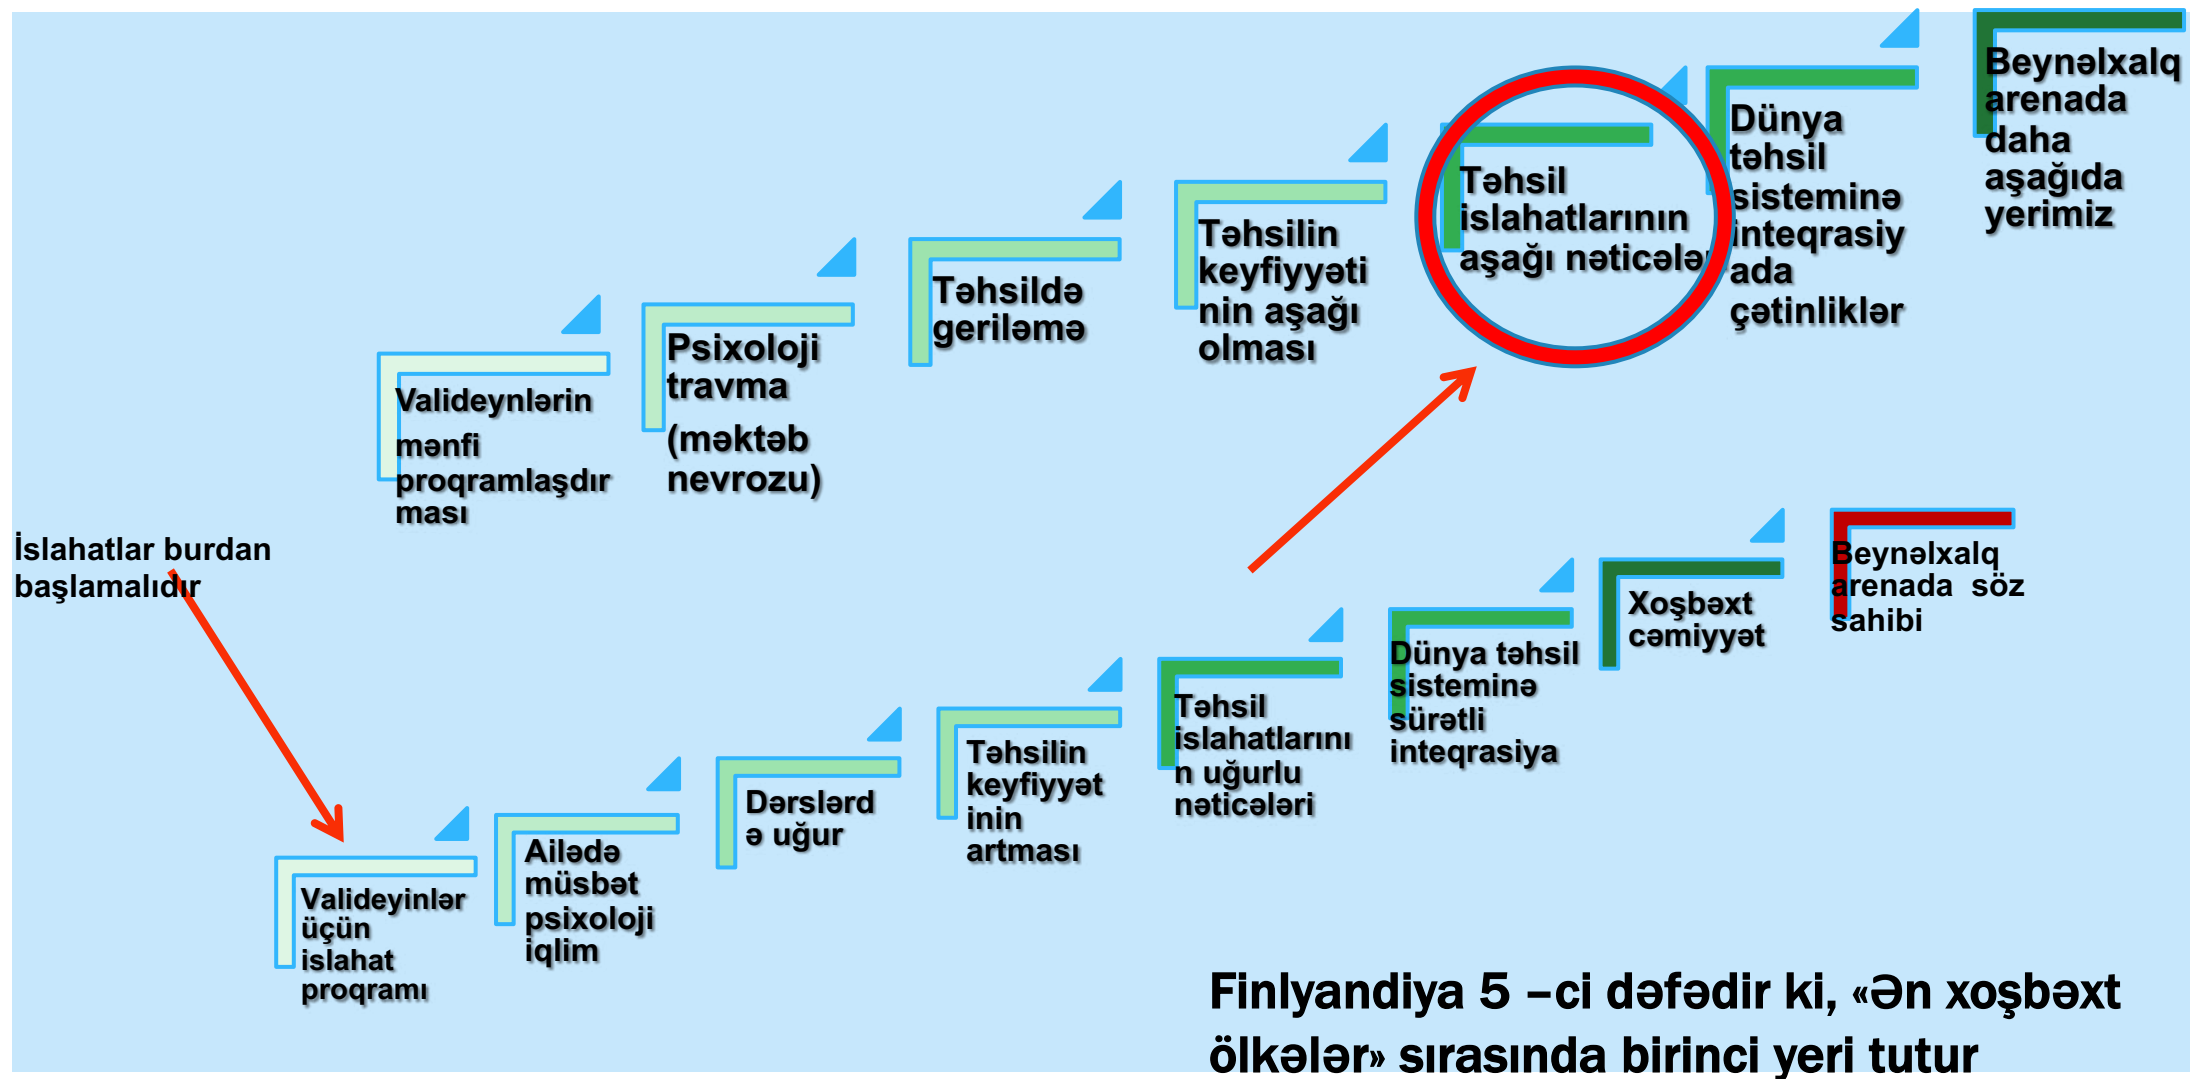 Valideynlərin
mənfi
proqramlaşdır
ması
Psixoloji
travma
(məktəb
nevrozu)
Təhsildə
geriləmə
Təhsilin
keyfiyyəti
nin aşağı
olması
Təhsil
islahatlarının
aşağı nəticələr
Dünya
təhsil
sisteminə
inteqrasiy
ada
çətinliklər
Beynəlxalq
arenada
daha
aşağıda
yerimiz
İslahatlar burdan
başlamalıdır
Valideyinlər
üçün
islahat
proqramı
Ailədə
müsbət
psixoloji
iqlim
Dərslərd
ə uğur
Təhsilin
keyfiyyət
inin
artması
Təhsil
islahatlarını
n uğurlu
nəticələri
Dünya təhsil
sisteminə
sürətli
inteqrasiya
Xoşbəxt
cəmiyyət
Beynəlxalq
arenada söz
sahibi
Finlyandiya 5 –ci dəfədir ki, «Ən xoşbəxt
ölkələr» sırasında birinci yeri tutur